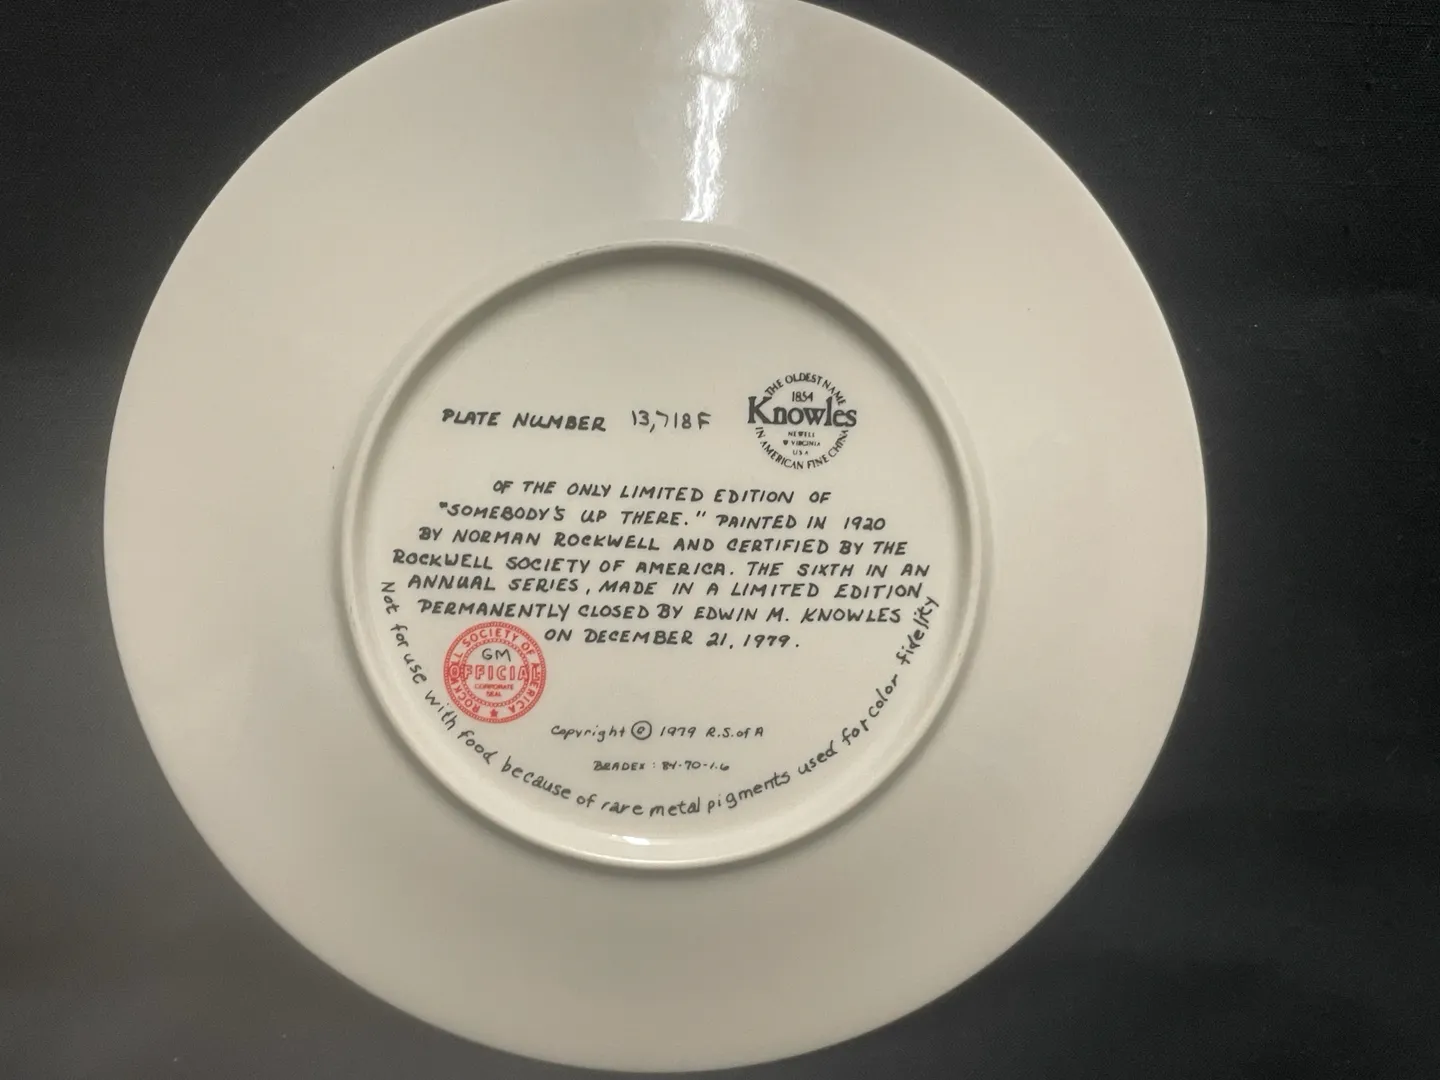 PLATE NUMBER 13,718F
THE OLDEST NAME
1854
Knowles
NEWELL
W VIRGINIA
USA
IN AMERICAN FINE CHINA
OF THE ONLY LIMITED EDITION OF
"SOMEBODY'S UP THERE." PAINTED IN 1920
BY NORMAN ROCKWELL AND CERTIFIED BY THE
ROCKWELL SOCIETY OF AMERICA. THE SIXTH IN AN
ANNUAL SERIES, MADE IN A LIMITED EDITION
PERMANENTLY CLOSED BY EDWIN M. KNOWLES
ON DECEMBER 21, 1979.
ROCKWELL SOCIETY OF AMERICA
GM
OFFICIAL
CORPORATE
SEAL
Copyright © 1979 R.S.of A
BRADEX: 84-70-1.6
Not for use with food because of rare metal pigments used for color fidelity